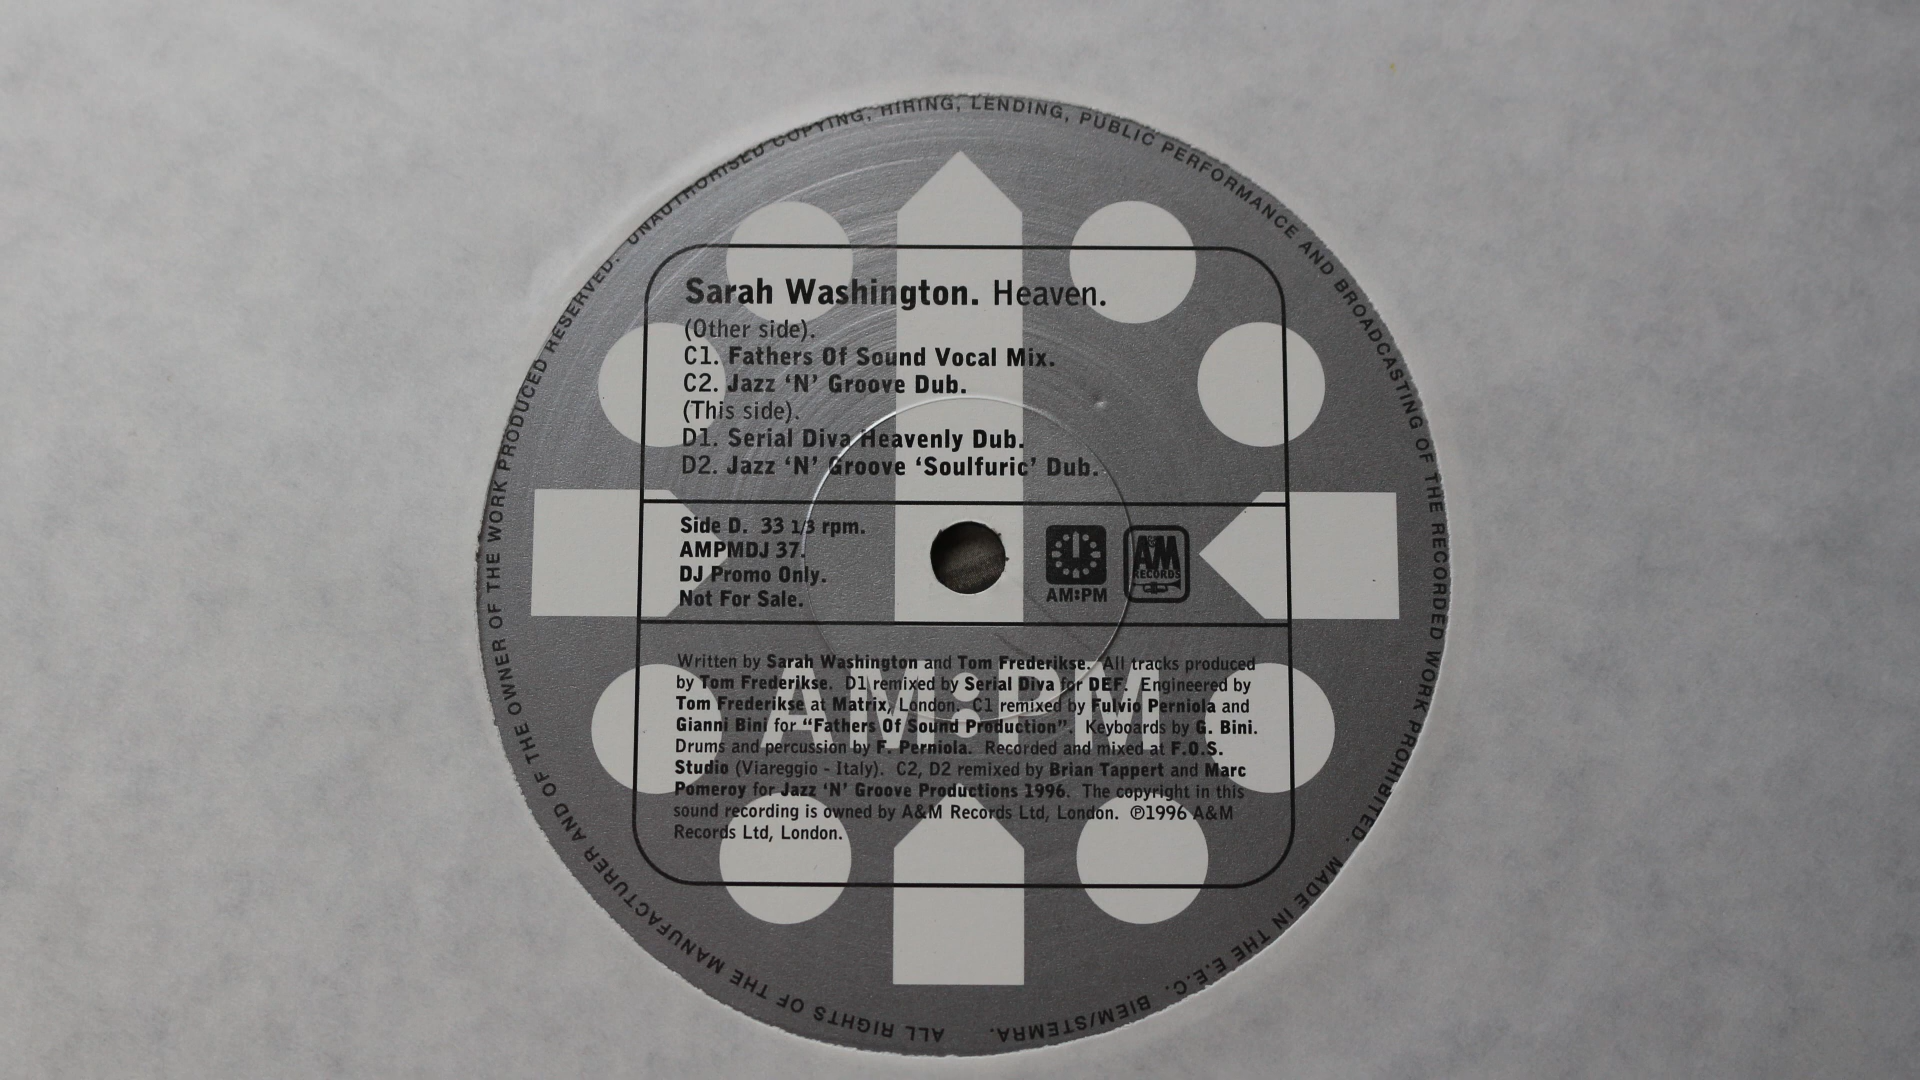 Sarah Washington. Heaven.
(Other side).
C1. Fathers Of Sound Vocal Mix.
C2. Jazz ‘N’ Groove Dub.
(This side).
D1. Serial Diva Heavenly Dub.
D2. Jazz ‘N’ Groove ‘Soulfuric’ Dub.
Side D. 33 1/3 rpm.
AMPMDJ 37.
DJ Promo Only.
Not For Sale.
AM:PM
A&M
RECORDS
Written by Sarah Washington and Tom Frederikse. All tracks produced
by Tom Frederikse. D1 remixed by Serial Diva for DEF. Engineered by
Tom Frederikse at Matrix, London. C1 remixed by Fulvio Perniola and
Gianni Bini for “Fathers Of Sound Production”. Keyboards by G. Bini.
Drums and percussion by F. Perniola. Recorded and mixed at F.O.S.
Studio (Viareggio - Italy). C2, D2 remixed by Brian Tappert and Marc
Pomeroy for Jazz ‘N’ Groove Productions 1996. The copyright in this
sound recording is owned by A&M Records Ltd, London. ℗1996 A&M
Records Ltd, London.
AM:PM
ALL RIGHTS OF THE MANUFACTURER AND OF THE OWNER OF THE WORK PRODUCED RESERVED. UNAUTHORISED COPYING, HIRING, LENDING, PUBLIC PERFORMANCE AND BROADCASTING OF THE RECORDED WORK PROHIBITED. MADE IN THE E.E.C. BIEM/STEMRA.